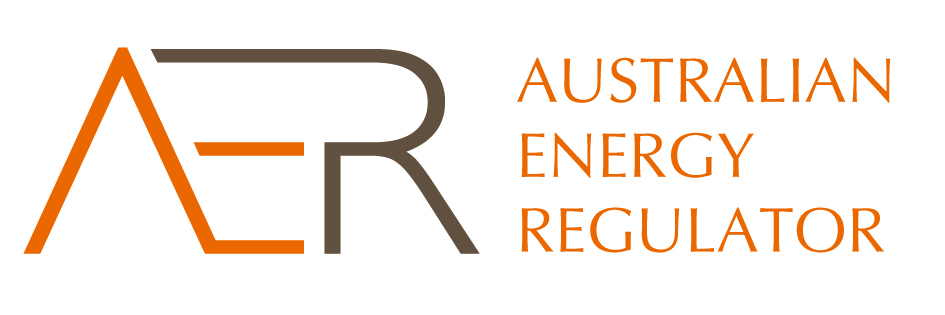 AER
AUSTRALIAN
ENERGY
REGULATOR